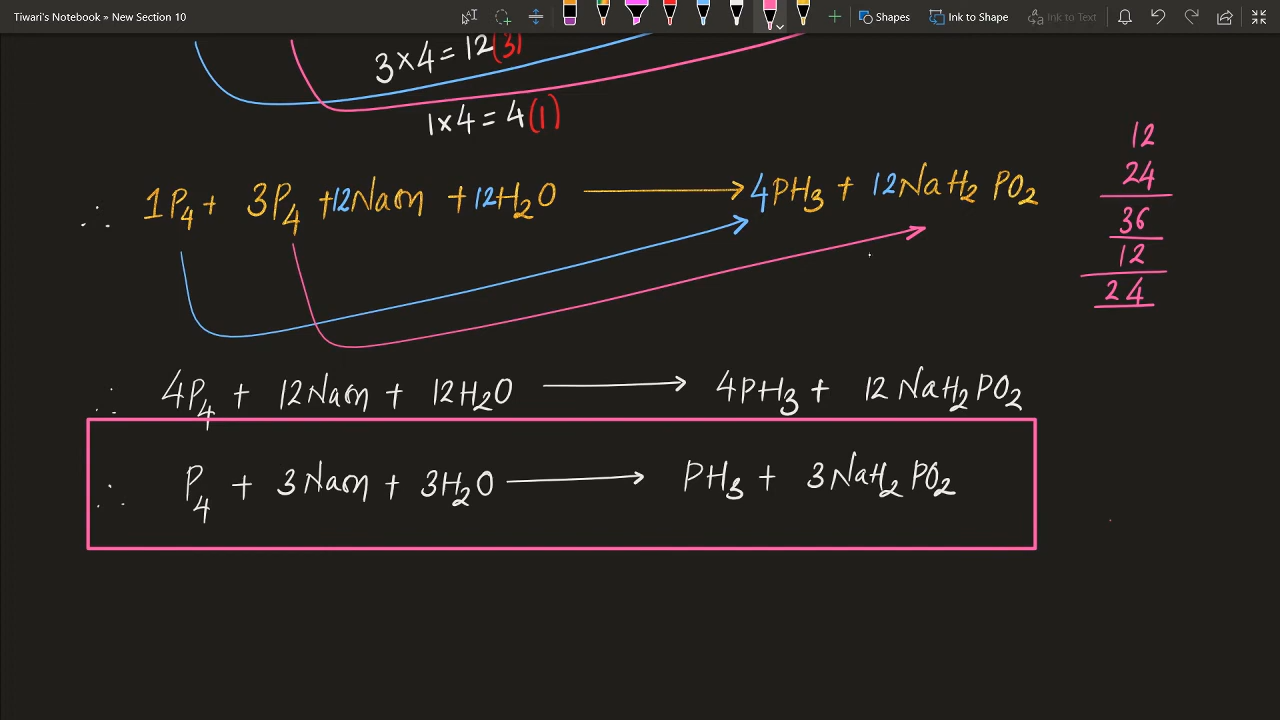 Tiwari's Notebook » New Section 10
Shapes
Ink to Shape
Ink to Text
3×4=12(3)
1×4=4(1)
12
24
36
12
24
∴ 1P₄ + 3P₄ + 12NaOH + 12H₂O → 4PH₃ + 12NaH₂PO₂
∴ 4P₄ + 12NaOH + 12H₂O → 4PH₃ + 12NaH₂PO₂
∴ P₄ + 3NaOH + 3H₂O → PH₃ + 3NaH₂PO₂